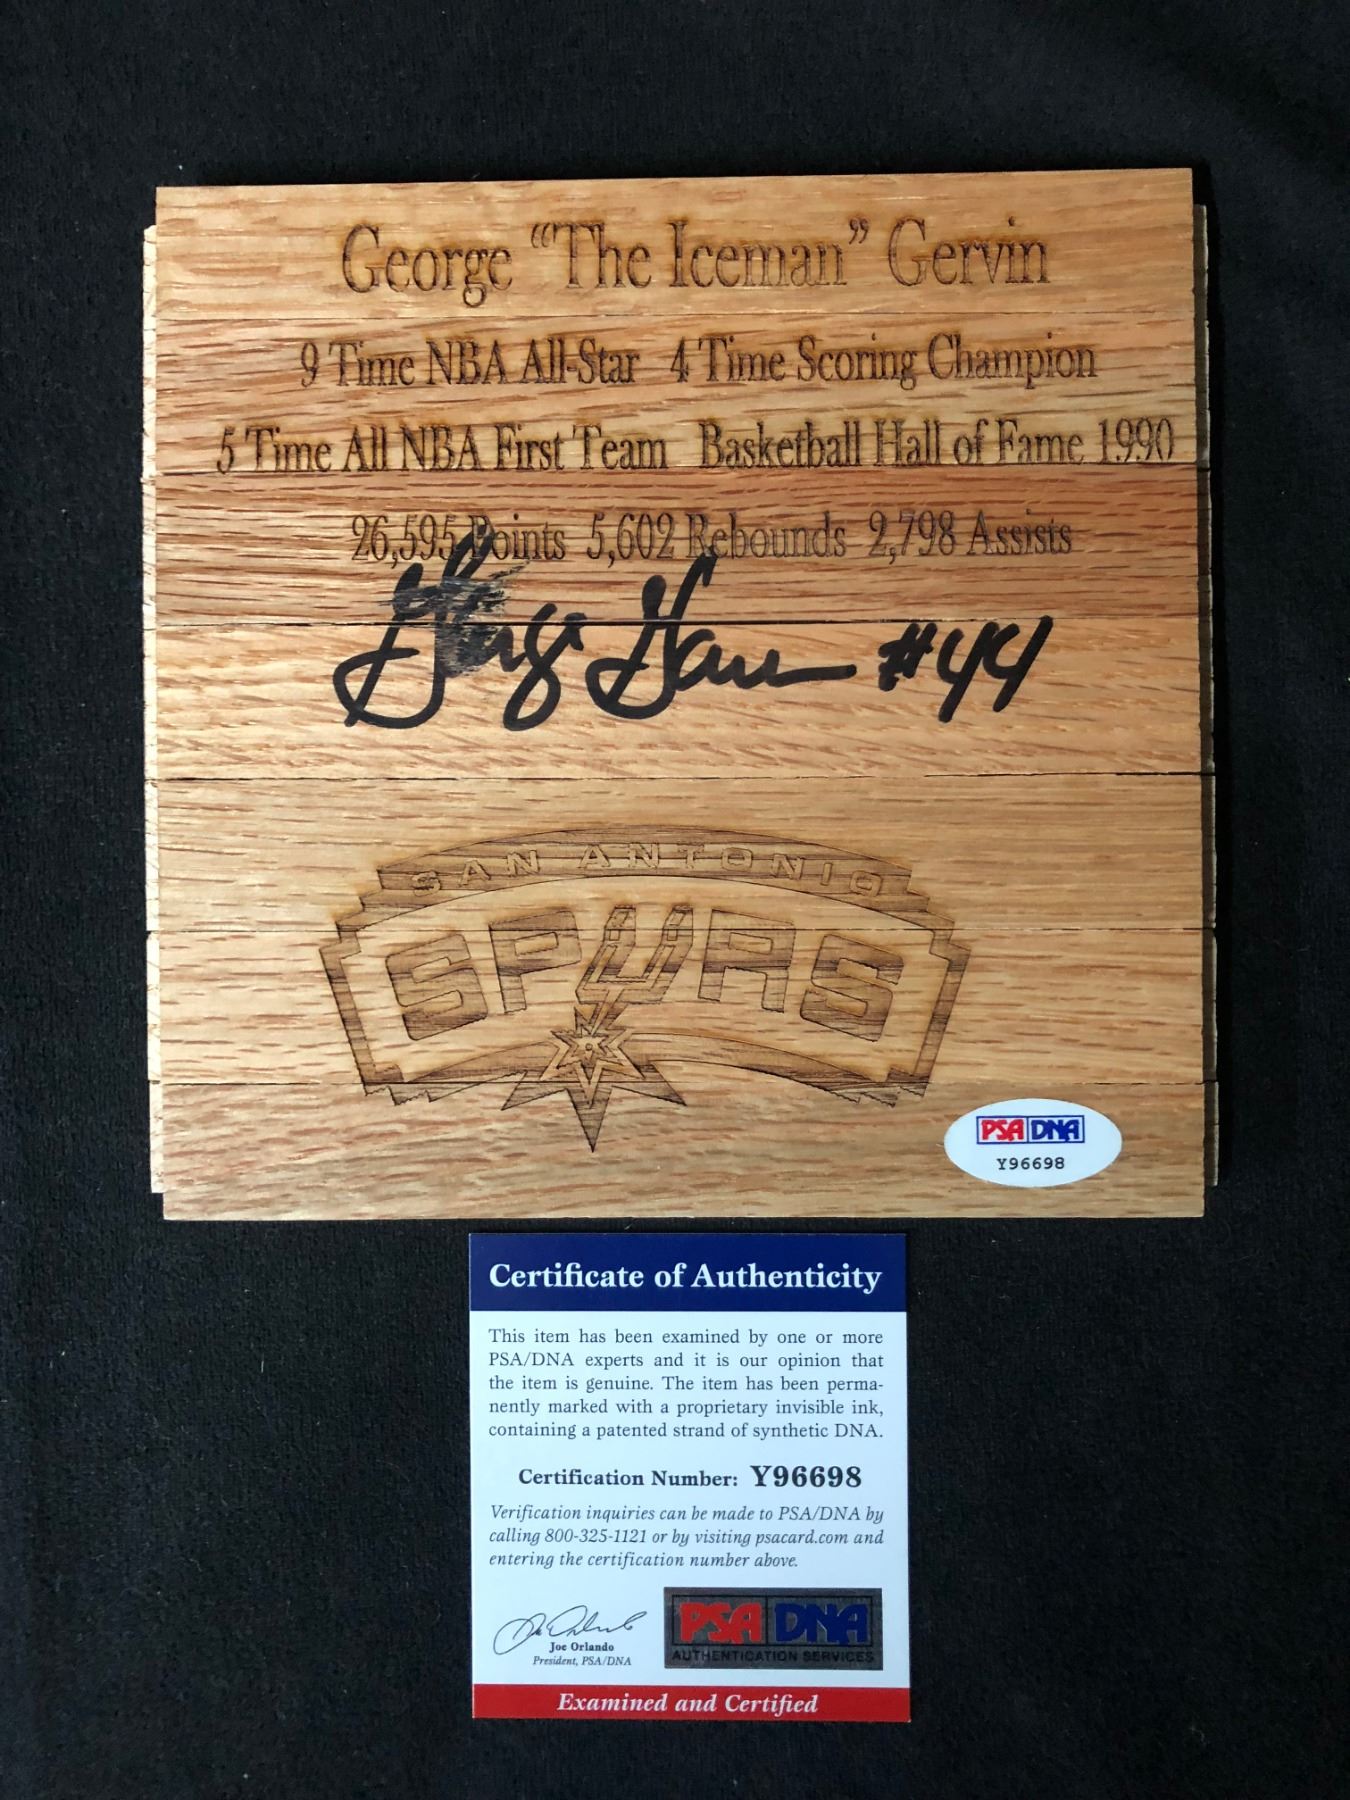 George “The Iceman” Gervin
9 Time NBA All-Star 4 Time Scoring Champion
5 Time All NBA First Team Basketball Hall of Fame 1990
26,595 Points 5,602 Rebounds 2,798 Assists
George Gervin #44
SAN ANTONIO
SPURS
PSA DNA
Y96698
Certificate of Authenticity
This item has been examined by one or more
PSA/DNA experts and it is our opinion that
the item is genuine. The item has been perma-
nently marked with a proprietary invisible ink,
containing a patented strand of synthetic DNA.
Certification Number: Y96698
Verification inquiries can be made to PSA/DNA by
calling 800-325-1121 or by visiting psacard.com and
entering the certification number above.
Joe Orlando
President, PSA/DNA
PSA DNA
AUTHENTICATION SERVICES
Examined and Certified